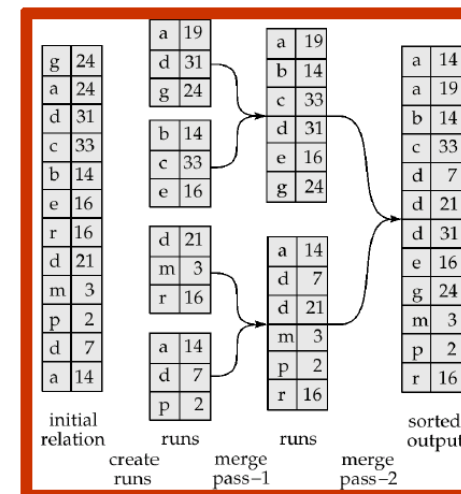 g 24
a 24
d 31
c 33
b 14
e 16
r 16
d 21
m 3
p 2
d 7
a 14
initial
relation
a 19
d 31
g 24
b 14
c 33
e 16
d 21
m 3
r 16
a 14
d 7
p 2
runs
create
runs
a 19
b 14
c 33
d 31
e 16
g 24
a 14
d 7
d 21
m 3
p 2
r 16
runs
merge
pass–1
a 14
a 19
b 14
c 33
d 7
d 21
d 31
e 16
g 24
m 3
p 2
r 16
sorted
output
merge
pass–2